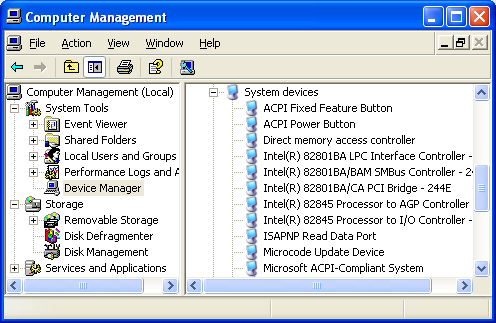 Computer Management
File Action View Window Help
Computer Management (Local)
System Tools
Event Viewer
Shared Folders
Local Users and Groups
Performance Logs and A
Device Manager
Storage
Removable Storage
Disk Defragmenter
Disk Management
Services and Applications
System devices
ACPI Fixed Feature Button
ACPI Power Button
Direct memory access controller
Intel(R) 82801BA LPC Interface Controller -
Intel(R) 82801BA/BAM SMBus Controller - 2
Intel(R) 82801BA/CA PCI Bridge - 244E
Intel(R) 82845 Processor to AGP Controller
Intel(R) 82845 Processor to I/O Controller -
ISAPNP Read Data Port
Microcode Update Device
Microsoft ACPI-Compliant System